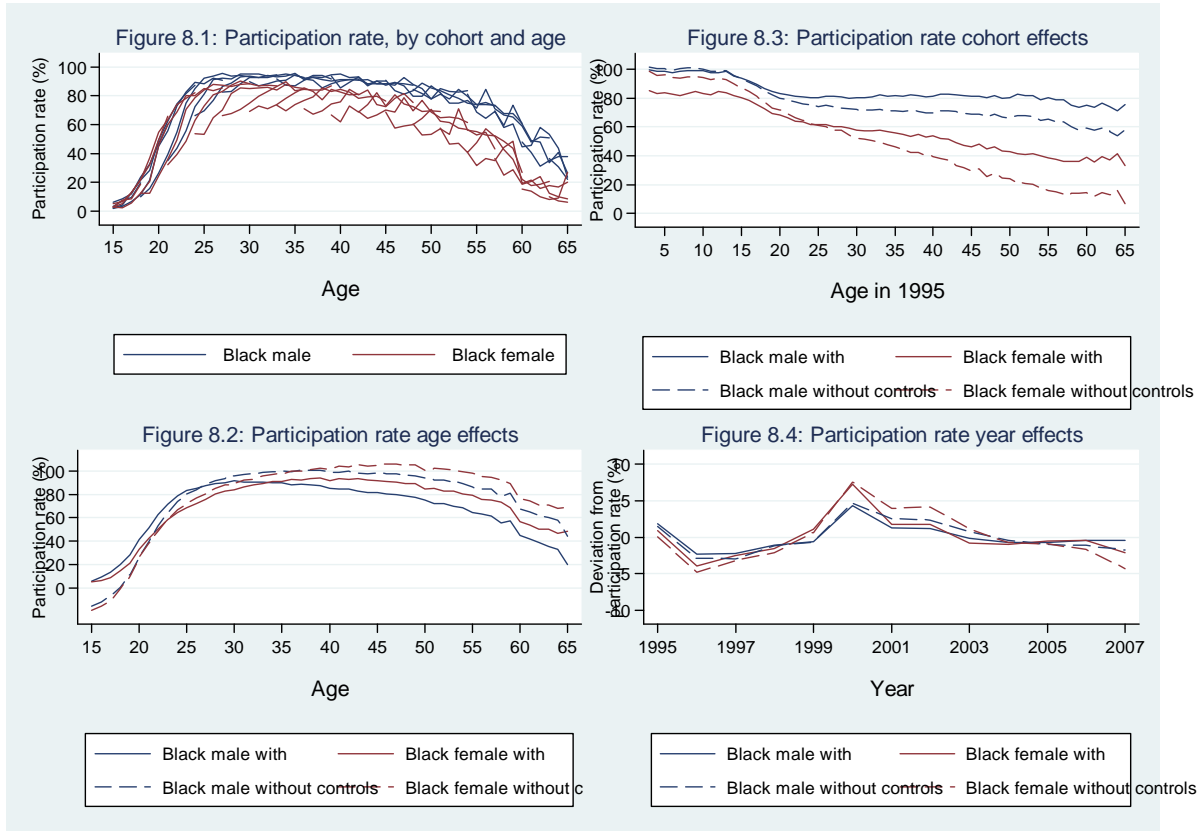 Figure 8.1: Participation rate, by cohort and age
Participation rate (%)
100
80
60
40
20
0
15 20 25 30 35 40 45 50 55 60 65
Age
Black male Black female
Figure 8.3: Participation rate cohort effects
Participation rate (%)
100
80
60
40
20
0
5 10 15 20 25 30 35 40 45 50 55 60 65
Age in 1995
Black male with Black female with
Black male without controls Black female without controls
Figure 8.2: Participation rate age effects
Participation rate (%)
100
80
60
40
20
0
15 20 25 30 35 40 45 50 55 60 65
Age
Black male with Black female with
Black male without controls Black female without c
Figure 8.4: Participation rate year effects
Deviation from
participation rate (%)
10
5
0
-5
-10
1995 1997 1999 2001 2003 2005 2007
Year
Black male with Black female with
Black male without controls Black female without controls